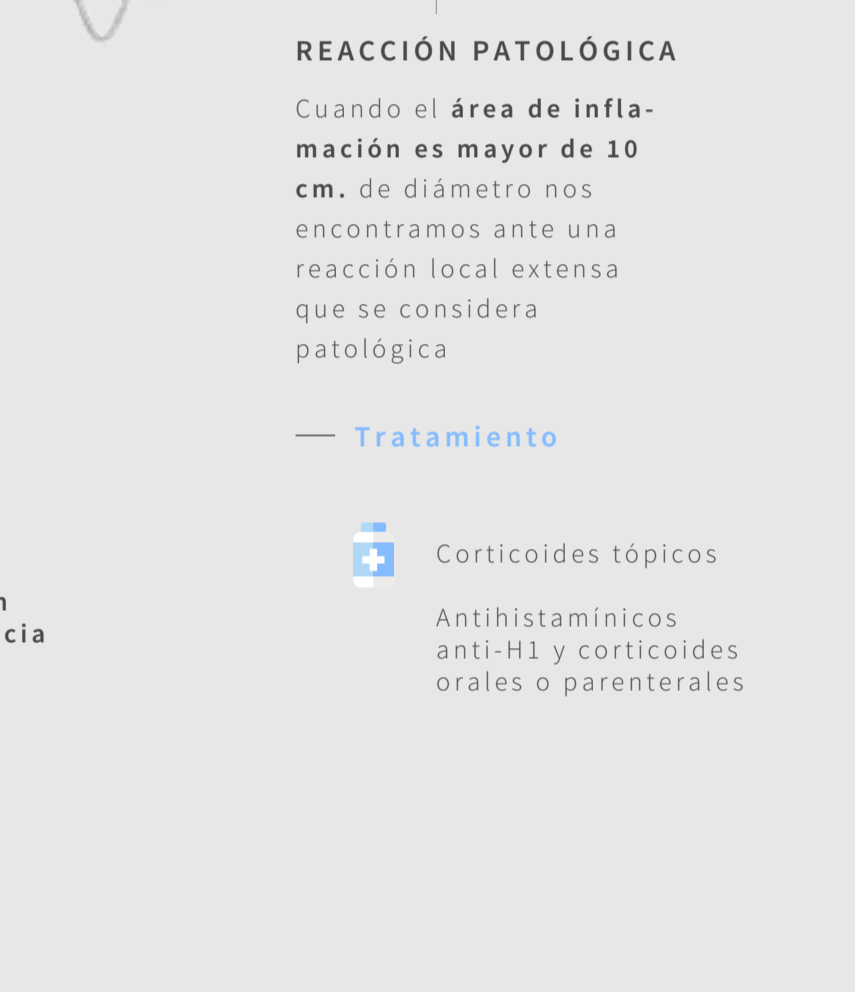 REACCIÓN PATOLÓGICA
Cuando el área de infla-
mación es mayor de 10
cm. de diámetro nos
encontramos ante una
reacción local extensa
que se considera
patológica
Tratamiento
Corticoides tópicos
Antihistamínicos
anti-H1 y corticoides
orales o parenterales